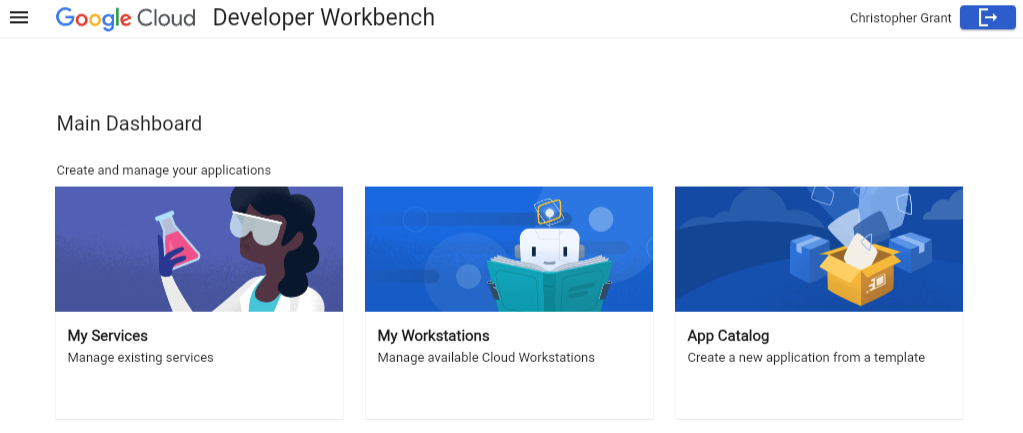 Google Cloud Developer Workbench Christopher Grant
Main Dashboard
Create and manage your applications
My Services
Manage existing services
My Workstations
Manage available Cloud Workstations
App Catalog
Create a new application from a template